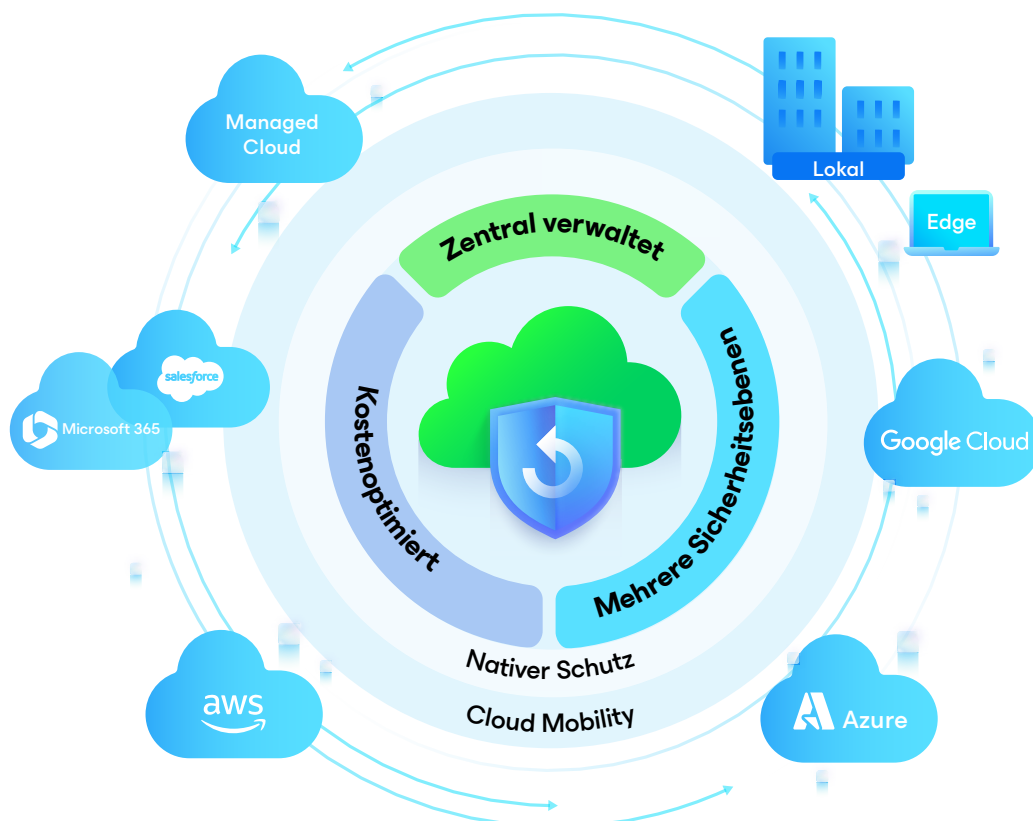 Managed
Cloud
Lokal
Edge
Zentral verwaltet
Kostenoptimiert
Mehrere Sicherheitsebenen
salesforce
Microsoft 365
Google Cloud
Nativer Schutz
Cloud Mobility
aws
Azure